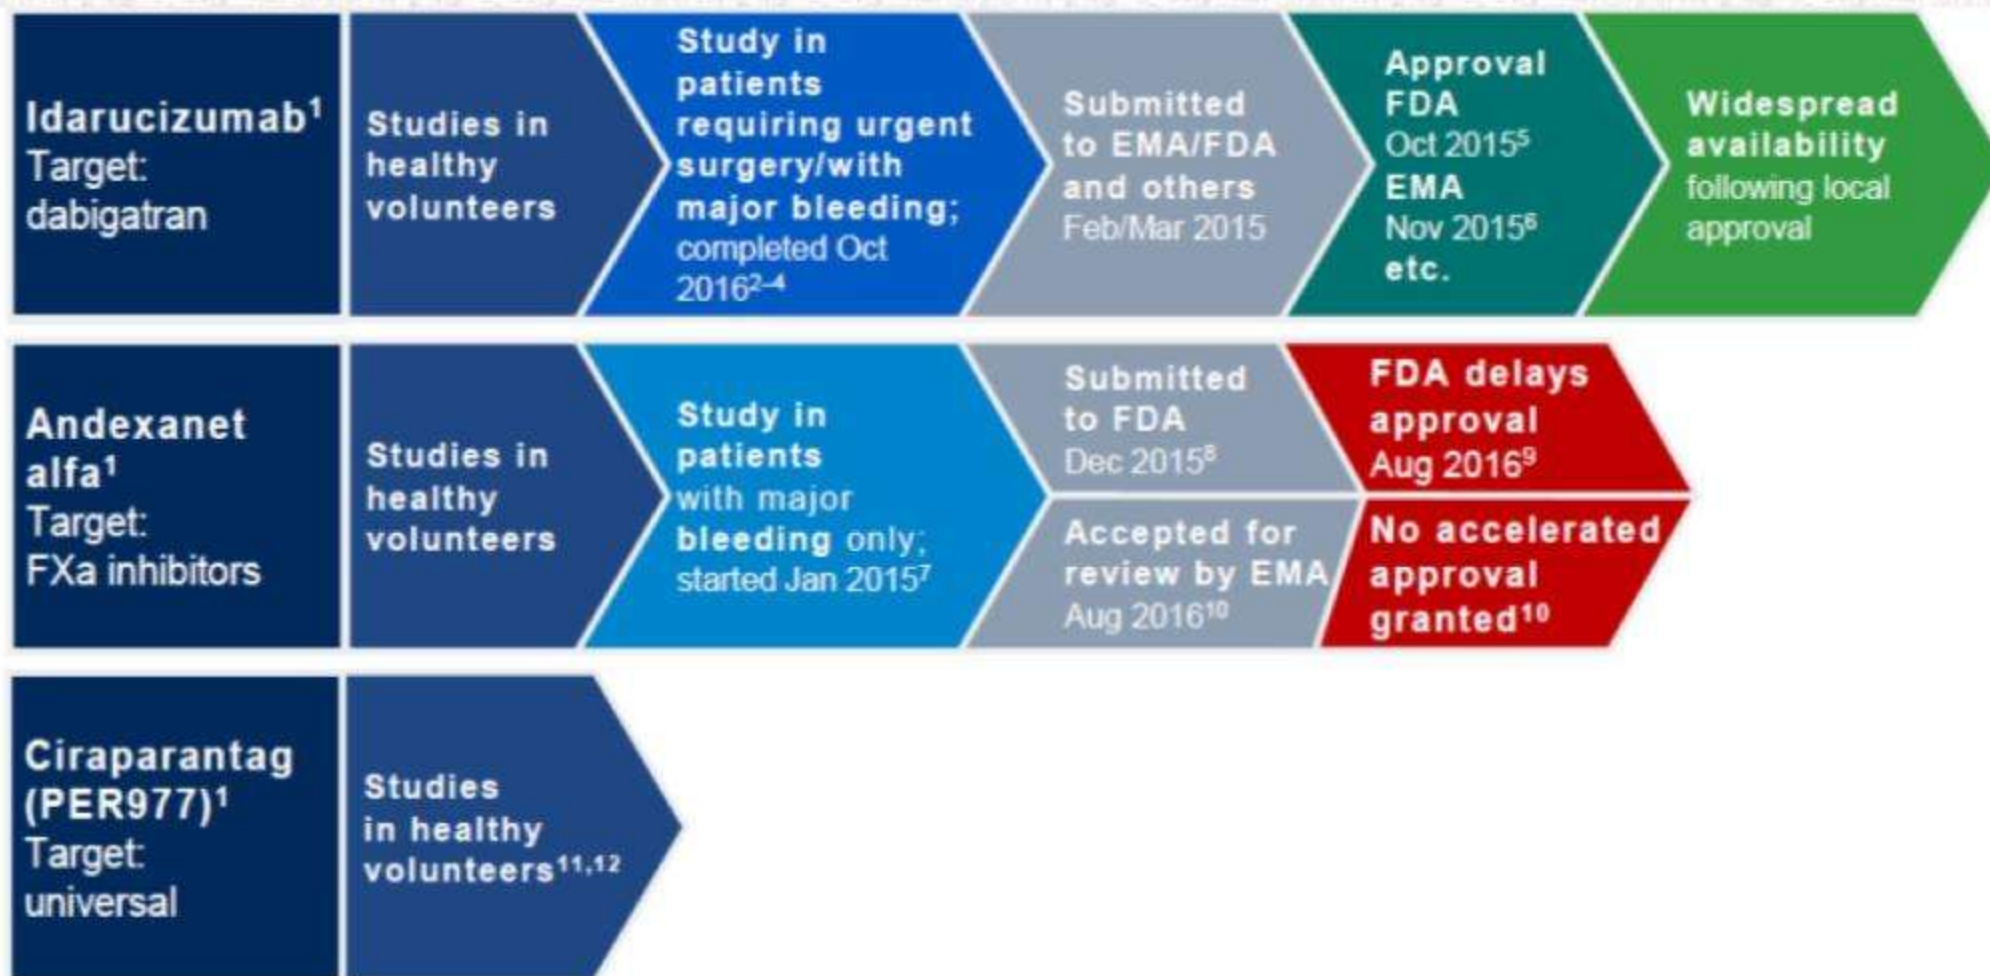 Idarucizumab¹
Target:
dabigatran
Studies in
healthy
volunteers
Study in
patients
requiring urgent
surgery/with
major bleeding;
completed Oct
2016²⁻⁴
Submitted
to EMA/FDA
and others
Feb/Mar 2015
Approval
FDA
Oct 2015⁵
EMA
Nov 2015⁶
etc.
Widespread
availability
following local
approval
Andexanet
alfa¹
Target:
FXa inhibitors
Studies in
healthy
volunteers
Study in
patients
with major
bleeding only;
started Jan 2015⁷
Submitted
to FDA
Dec 2015⁸
FDA delays
approval
Aug 2016⁹
Accepted for
review by EMA
Aug 2016¹⁰
No accelerated
approval
granted¹⁰
Ciraparantag
(PER977)¹
Target:
universal
Studies
in healthy
volunteers¹¹,¹²